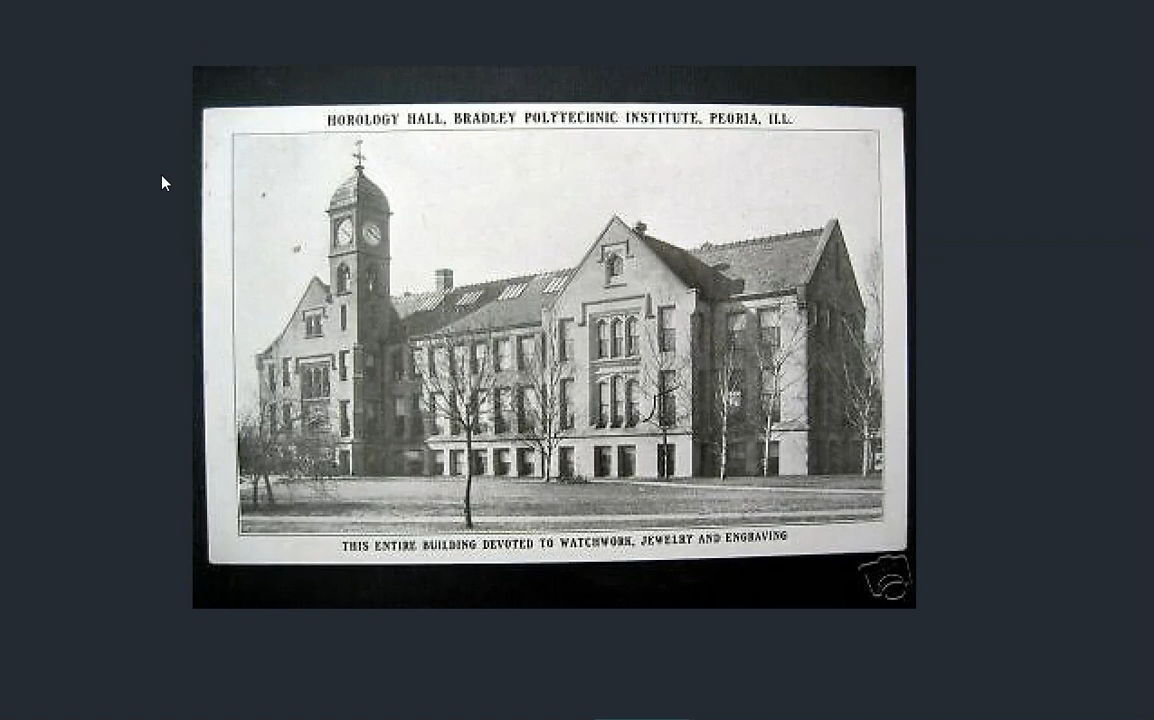 HOROLOGY HALL, BRADLEY POLYTECHNIC INSTITUTE, PEORIA, ILL.
THIS ENTIRE BUILDING DEVOTED TO WATCHWORK, JEWELRY AND ENGRAVING